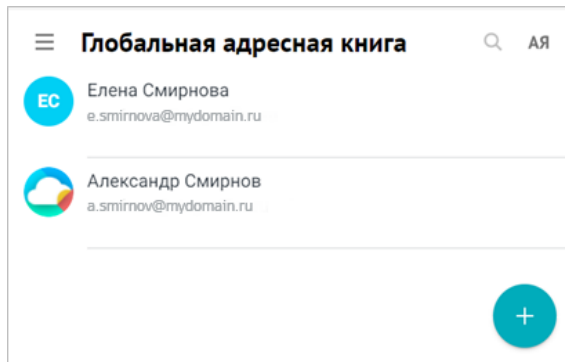 Глобальная адресная книга АЯ
ЕС Елена Смирнова
e.smirnova@mydomain.ru
Александр Смирнов
a.smirnov@mydomain.ru